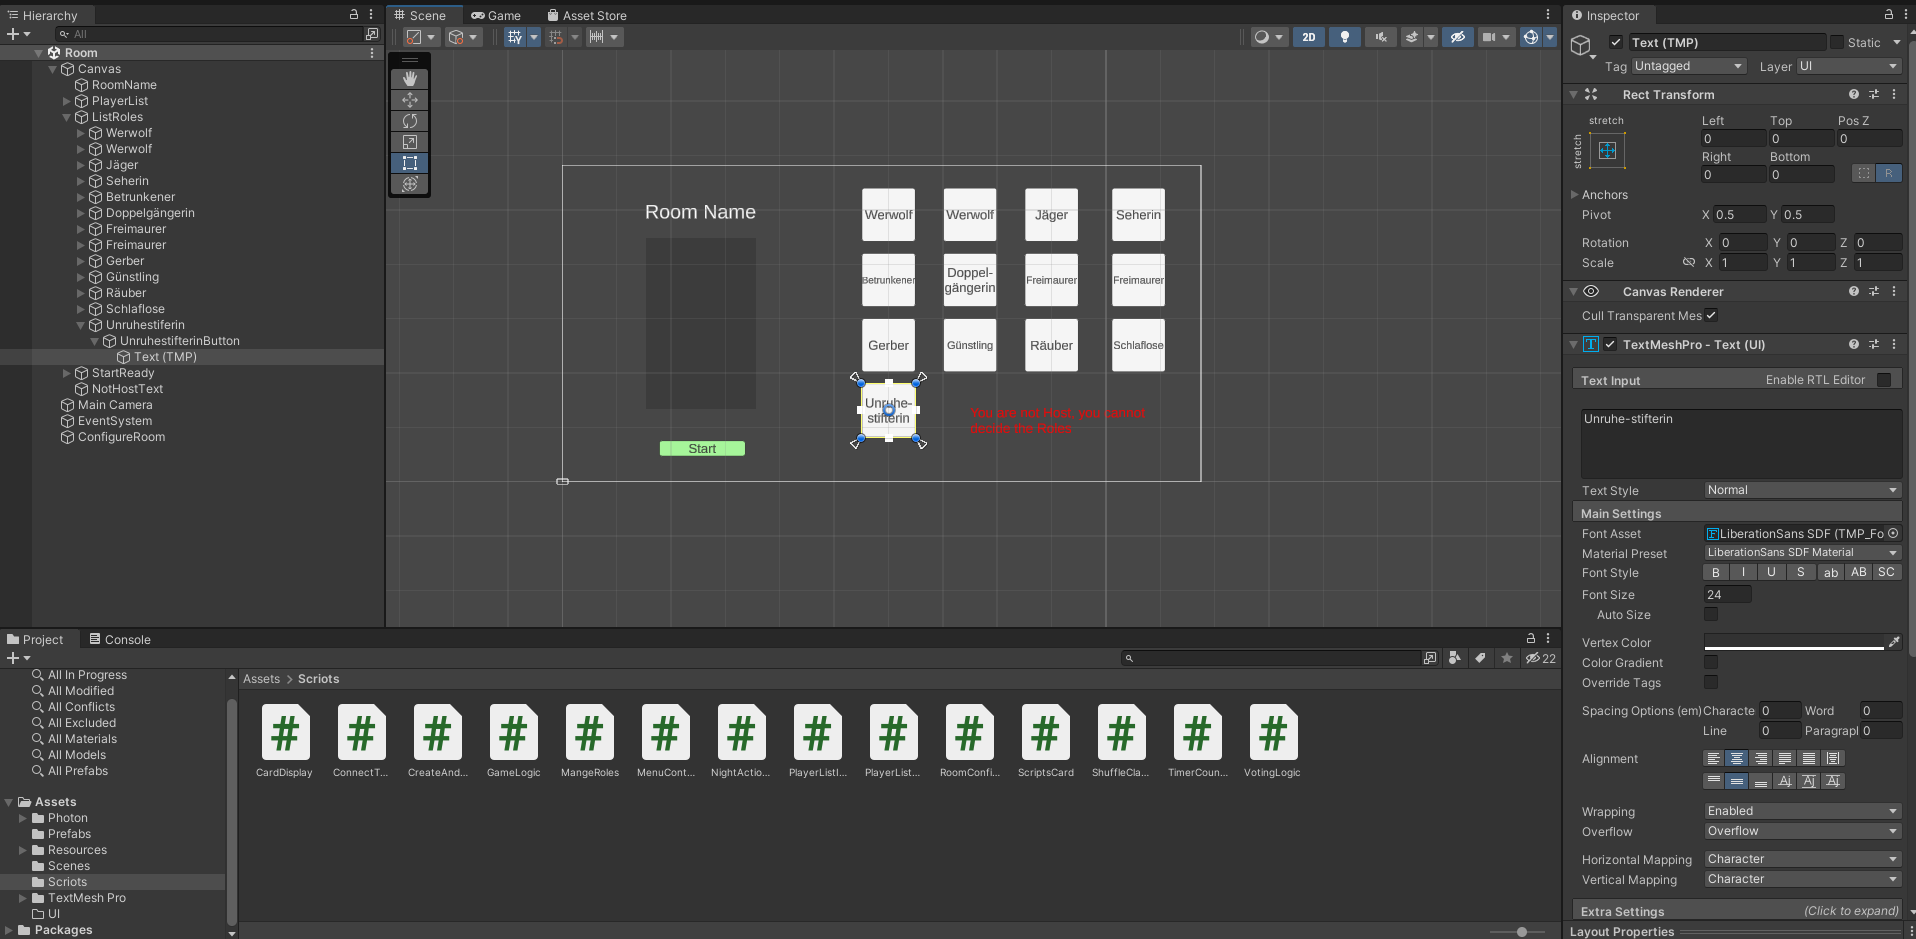 Hierarchy
All
Room
Canvas
RoomName
PlayerList
ListRoles
Werwolf
Werwolf
Jäger
Seherin
Betrunkener
Doppelgängerin
Freimaurer
Freimaurer
Gerber
Günstling
Räuber
Schlaflose
Unruhestiferin
UnruhestifterinButton
Text (TMP)
StartReady
NotHostText
Main Camera
EventSystem
ConfigureRoom
Scene Game Asset Store
2D
Room Name
Start
Werwolf Werwolf Jäger Seherin
Betrunkener Doppel-
gängerin Freimaurer Freimaurer
Gerber Günstling Räuber Schlaflose
Unruhe-
stifterin
You are not Host, you cannot
decide the Roles
Project Console
22
All In Progress
All Modified
All Conflicts
All Excluded
All Materials
All Models
All Prefabs
Assets
Photon
Prefabs
Resources
Scenes
Scriots
TextMesh Pro
UI
Packages
Assets > Scriots
CardDisplay ConnectT... CreateAnd... GameLogic MangeRoles MenuCont... NightActio... PlayerListI... PlayerList... RoomConfi... ScriptsCard ShuffleCla... TimerCoun... VotingLogic
Inspector
Text (TMP) Static
Tag Untagged Layer UI
Rect Transform
stretch Left Top Pos Z
stretch
0 0 0
Right Bottom
0 0 R
Anchors
Pivot X 0.5 Y 0.5
Rotation X 0 Y 0 Z 0
Scale X 1 Y 1 Z 1
Canvas Renderer
Cull Transparent Mes
TextMeshPro - Text (UI)
Text Input Enable RTL Editor
Unruhe-stifterin
Text Style Normal
Main Settings
Font Asset LiberationSans SDF (TMP_Fo
Material Preset LiberationSans SDF Material
Font Style B I U S ab AB SC
Font Size 24
Auto Size
Vertex Color
Color Gradient
Override Tags
Spacing Options (em) Characte 0 Word 0
Line 0 Paragrapl 0
Alignment
Wrapping Enabled
Overflow Overflow
Horizontal Mapping Character
Vertical Mapping Character
Extra Settings (Click to expand)
Layout Properties